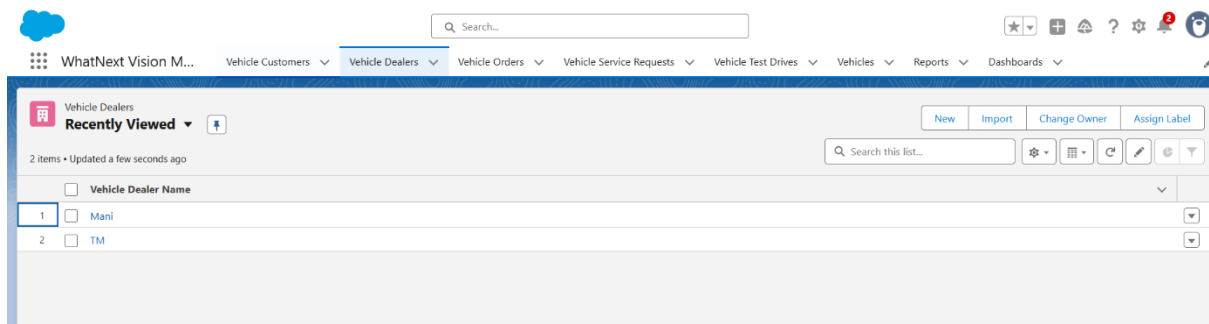 Search...
2
WhatNext Vision M... Vehicle Customers Vehicle Dealers Vehicle Orders Vehicle Service Requests Vehicle Test Drives Vehicles Reports Dashboards
Vehicle Dealers
Recently Viewed
New Import Change Owner Assign Label
2 items • Updated a few seconds ago
Search this list...
Vehicle Dealer Name
1 Mani
2 TM